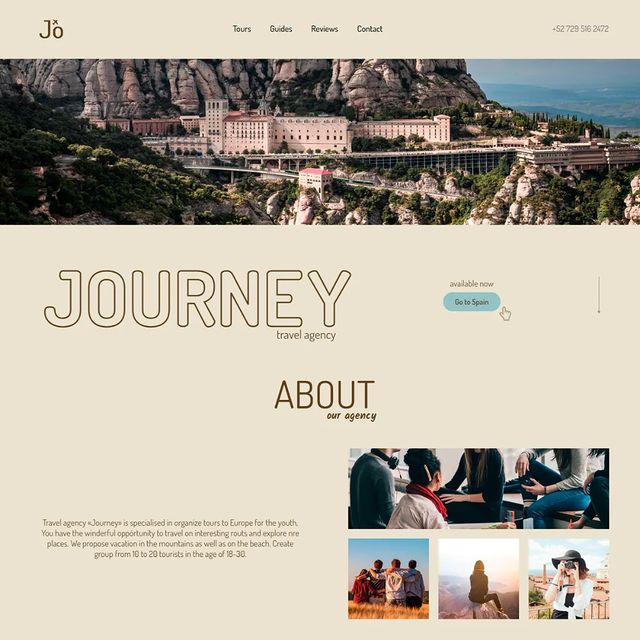 Jo
Tours Guides Reviews Contact
+52 729 516 2472
JOURNEY
travel agency
available now
Go to Spain
ABOUT
our agency
Travel agency «Journey» is specialised in organize tours to Europe for the youth,
You have the winderful opportunity to travel on interesting routs and explore nre
places. We propose vacation in the mountains as well as on the beach. Create
group from 10 to 20 tourists in the age of 18-30.